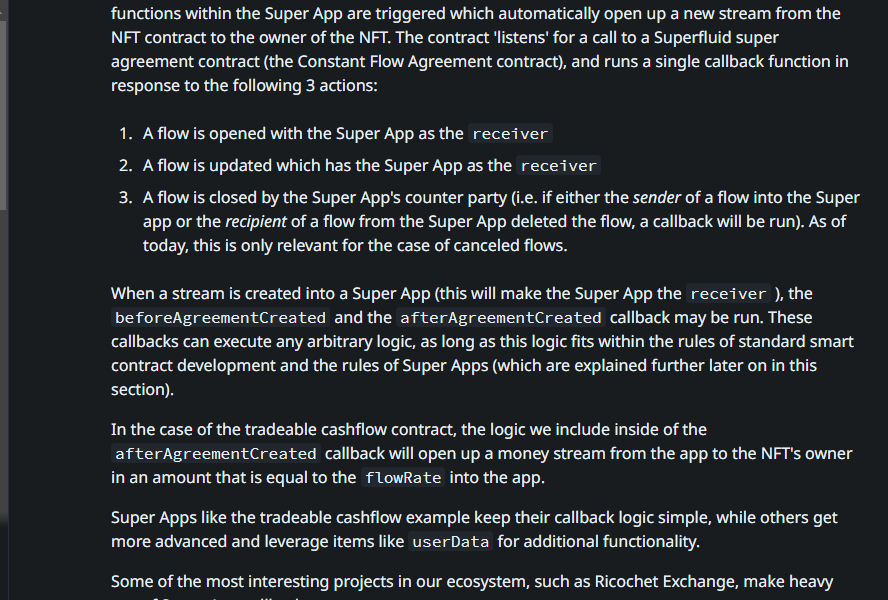 functions within the Super App are triggered which automatically open up a new stream from the
NFT contract to the owner of the NFT. The contract 'listens' for a call to a Superfluid super
agreement contract (the Constant Flow Agreement contract), and runs a single callback function in
response to the following 3 actions:
1. A flow is opened with the Super App as the receiver
2. A flow is updated which has the Super App as the receiver
3. A flow is closed by the Super App's counter party (i.e. if either the sender of a flow into the Super
app or the recipient of a flow from the Super App deleted the flow, a callback will be run). As of
today, this is only relevant for the case of canceled flows.
When a stream is created into a Super App (this will make the Super App the receiver ), the
beforeAgreementCreated and the afterAgreementCreated callback may be run. These
callbacks can execute any arbitrary logic, as long as this logic fits within the rules of standard smart
contract development and the rules of Super Apps (which are explained further later on in this
section).
In the case of the tradeable cashflow contract, the logic we include inside of the
afterAgreementCreated callback will open up a money stream from the app to the NFT's owner
in an amount that is equal to the flowRate into the app.
Super Apps like the tradeable cashflow example keep their callback logic simple, while others get
more advanced and leverage items like userData for additional functionality.
Some of the most interesting projects in our ecosystem, such as Ricochet Exchange, make heavy